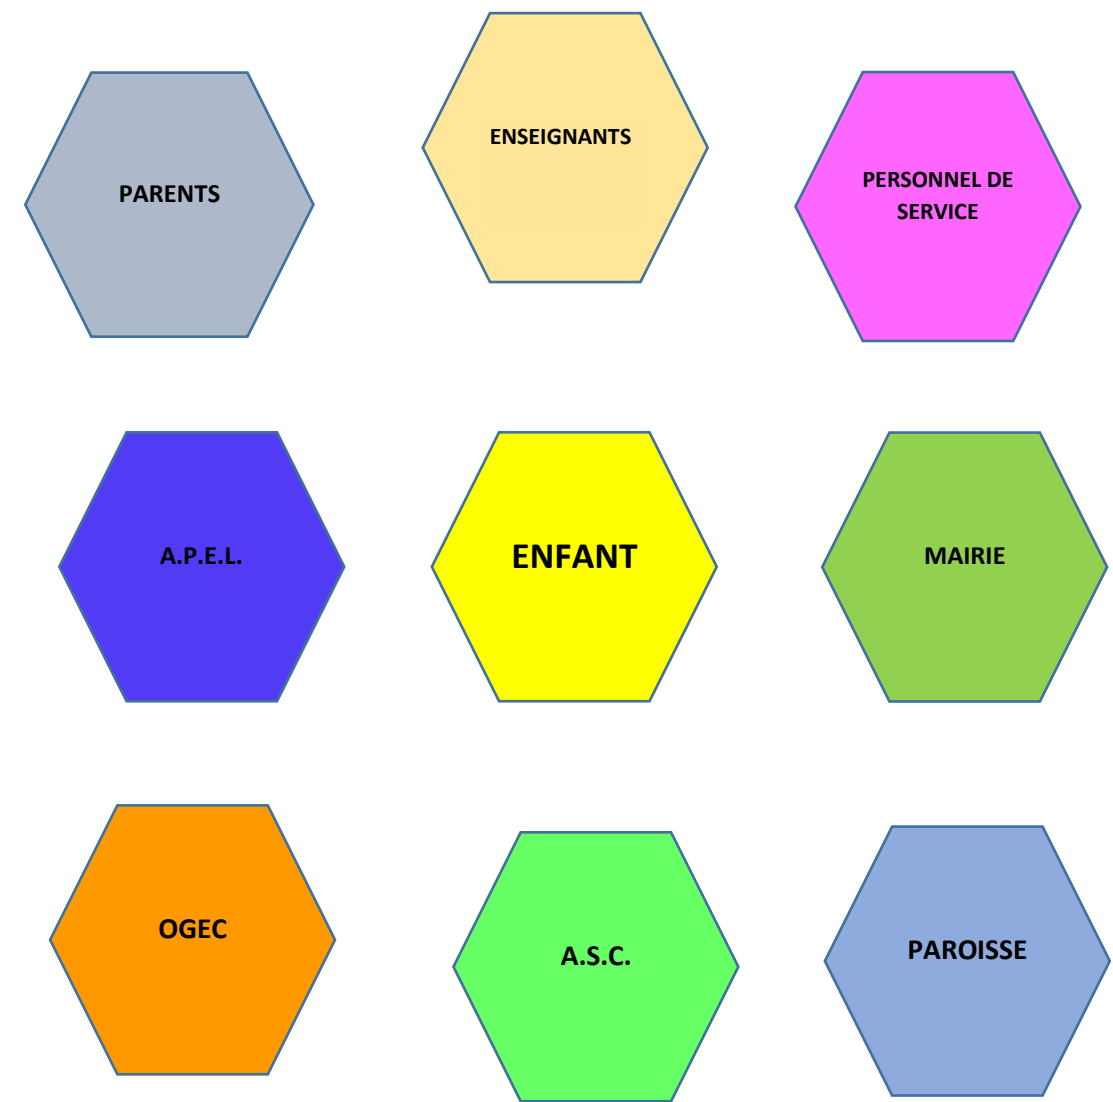 PARENTS
ENSEIGNANTS
PERSONNEL DE
SERVICE
A.P.E.L.
ENFANT
MAIRIE
OGEC
A.S.C.
PAROISSE